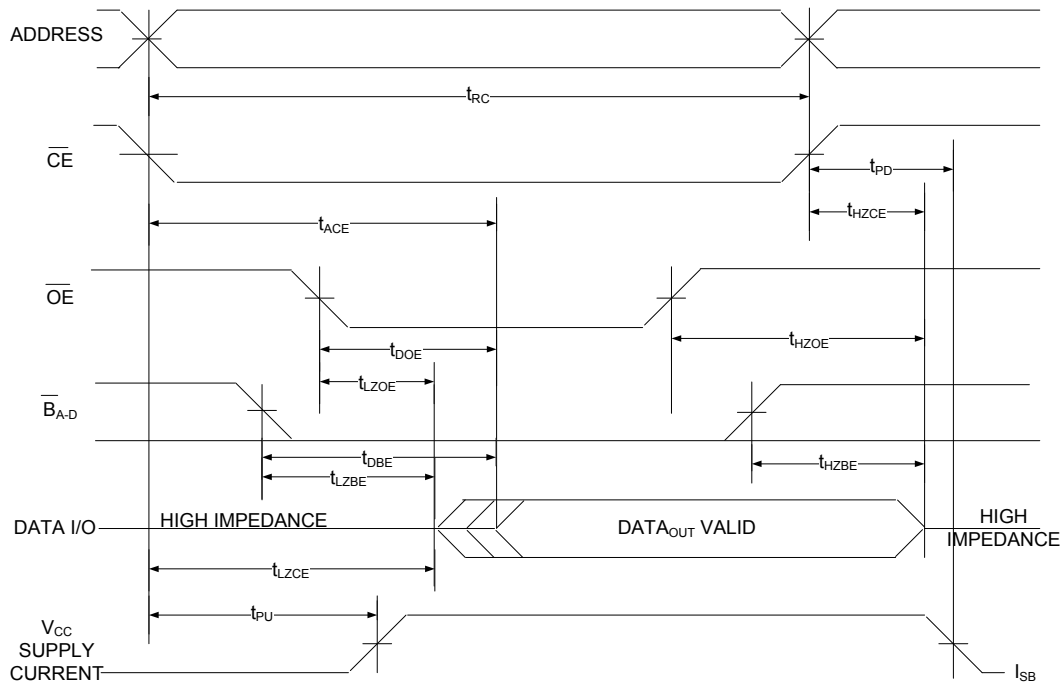 ADDRESS
tRC
CE
tPD
tHZCE
tACE
OE
tDOE
tHZOE
tLZOE
BA-D
tDBE
tHZBE
tLZBE
DATA I/O
HIGH IMPEDANCE
DATAOUT VALID
HIGH
IMPEDANCE
tLZCE
tPU
VCC
SUPPLY
CURRENT
ISB